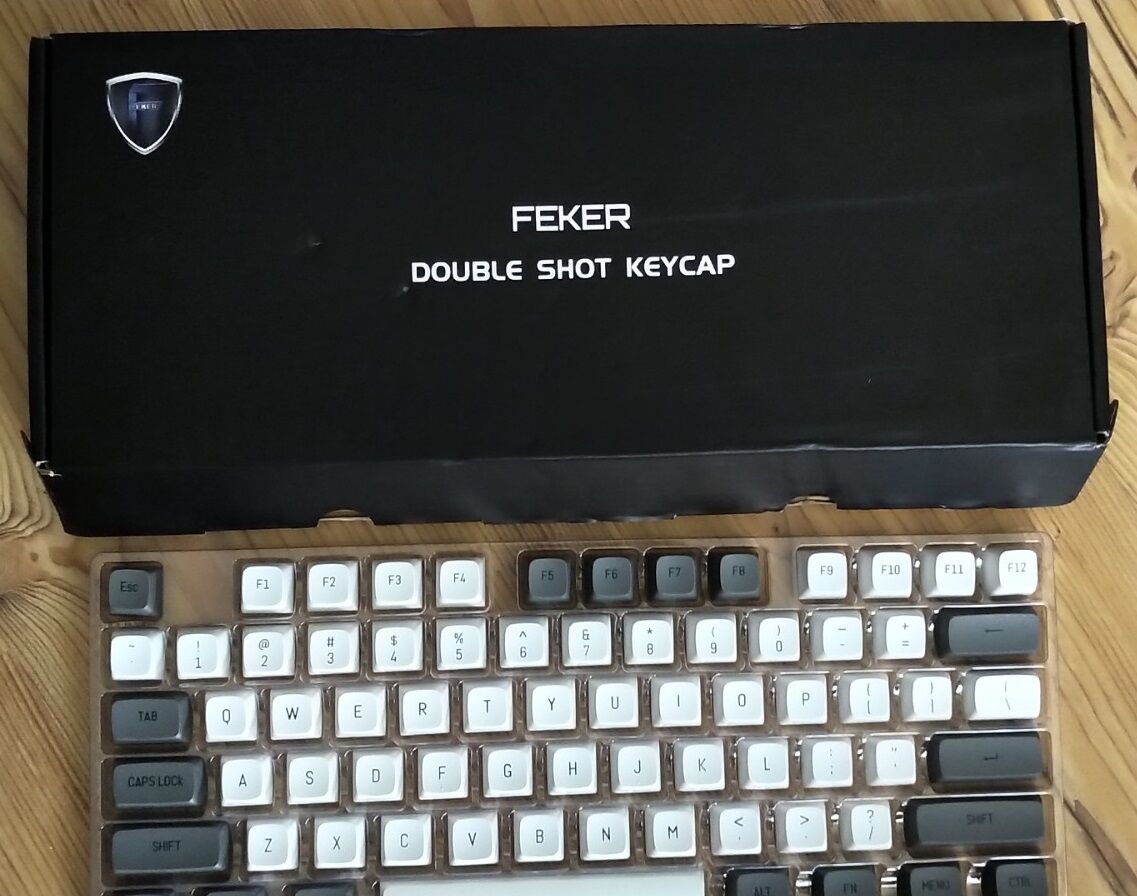 FEKER
FEKER
DOUBLE SHOT KEYCAP
Esc F1 F2 F3 F4 F5 F6 F7 F8 F9 F10 F11 F12
~ ! @ # $ % ^ & * ( ) _ +
1 2 3 4 5 6 7 8 9 0 - =
←
TAB Q W E R T Y U I O P { } |
[ ] \
CAPS LOCK A S D F G H J K L : "
; '
SHIFT Z X C V B N M < > ? SHIFT
, . /
ALT FN MENU CTRL